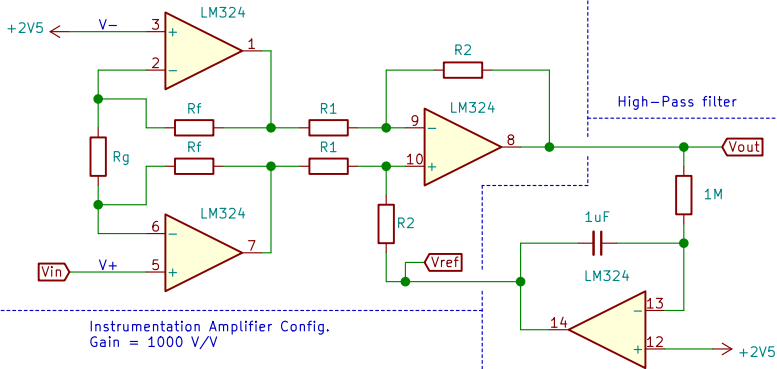 LM324
+2V5
V-
3
+
1
2
-
R2
High-Pass filter
LM324
Rf
R1
9
-
8
Vout
Rg
Rf
R1
10
+
1M
LM324
R2
1uF
6
-
7
Vin
V+
5
+
Vref
LM324
13
-
14
12
+
+2V5
Instrumentation Amplifier Config.
Gain = 1000 V/V